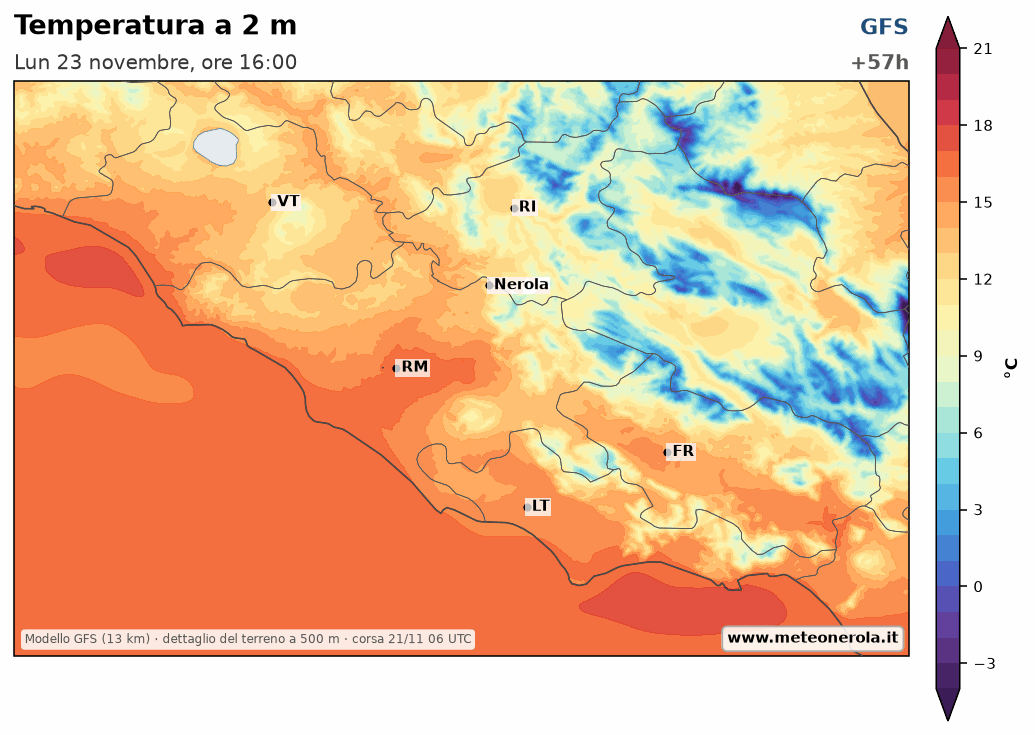 Temperatura a 2 m
GFS
Lun 23 novembre, ore 16:00
+57h
VT
RI
Nerola
RM
FR
LT
Modello GFS (13 km) · dettaglio del terreno a 500 m · corsa 21/11 06 UTC
www.meteonerola.it
21
18
15
12
9
6
3
0
−3
°C